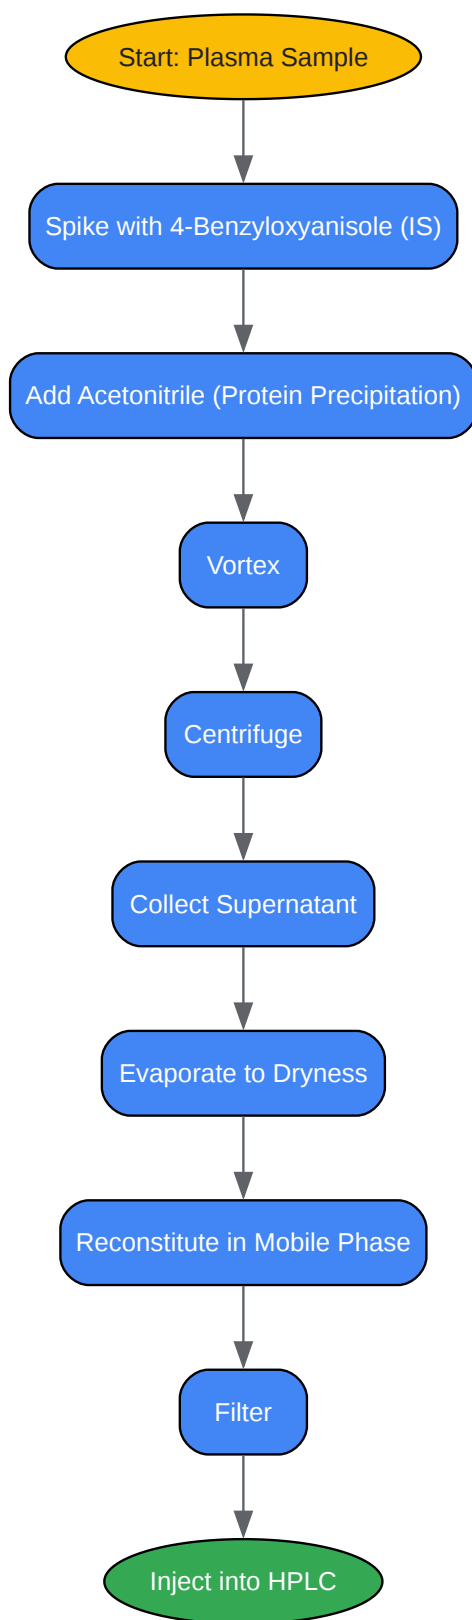 Start: Plasma Sample
Spike with 4-Benzyloxyanisole (IS)
Add Acetonitrile (Protein Precipitation)
Vortex
Centrifuge
Collect Supernatant
Evaporate to Dryness
Reconstitute in Mobile Phase
Filter
Inject into HPLC